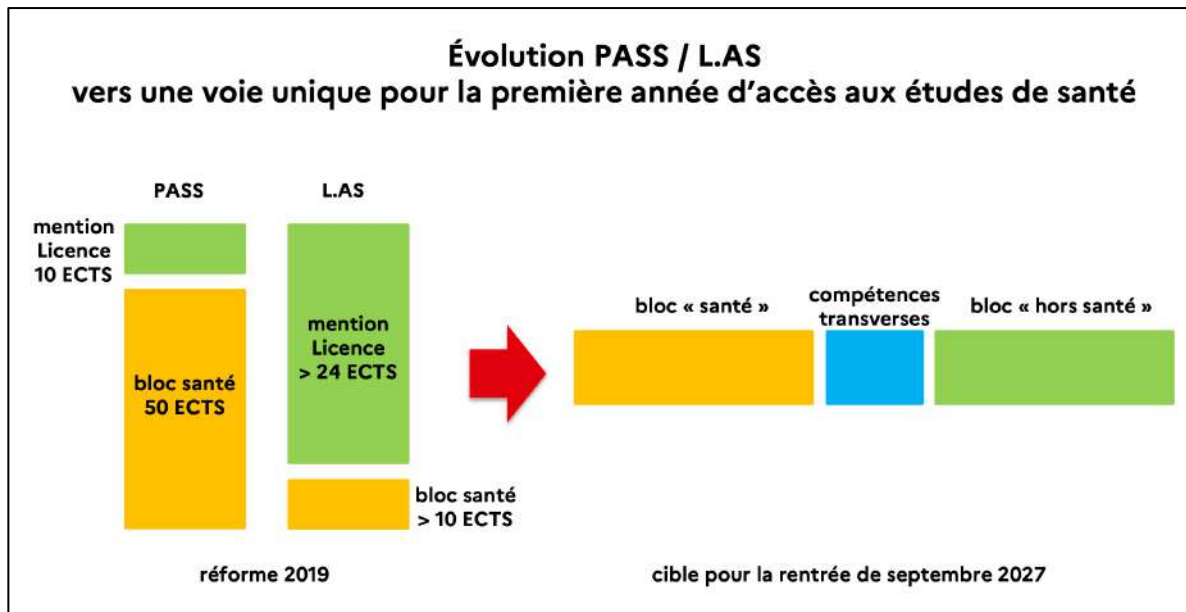 Évolution PASS / L.AS
vers une voie unique pour la première année d'accès aux études de santé
PASS
L.AS
mention
Licence
10 ECTS
bloc santé
50 ECTS
mention
Licence
> 24 ECTS
bloc santé
> 10 ECTS
réforme 2019
bloc « santé »
compétences
transverses
bloc « hors santé »
cible pour la rentrée de septembre 2027